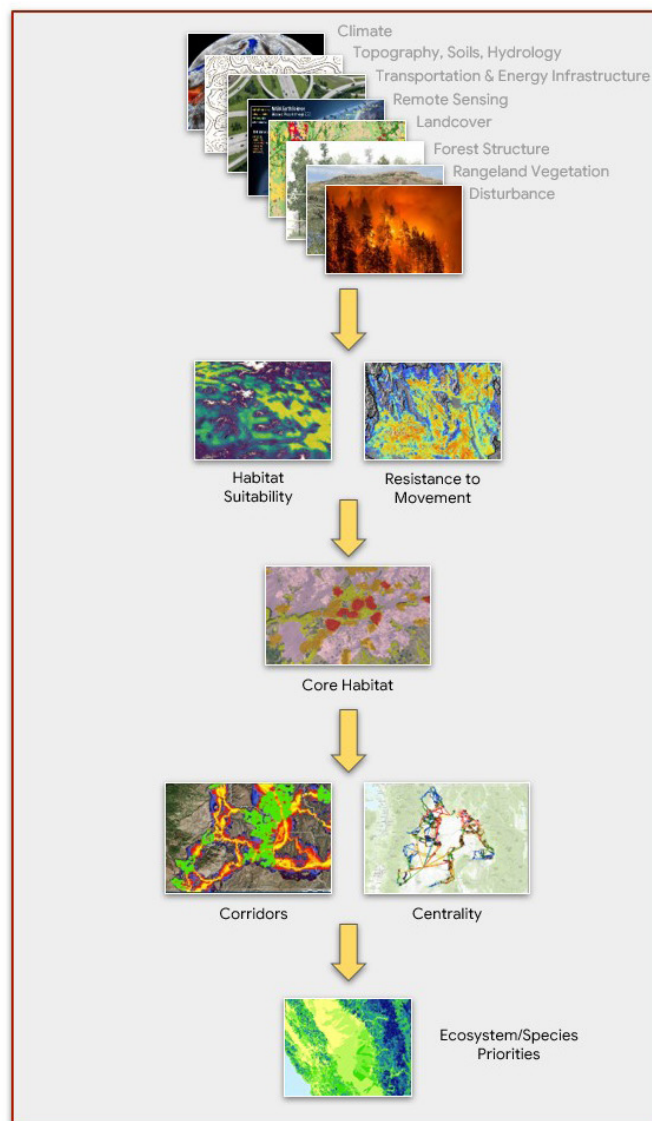 Climate
Topography, Soils, Hydrology
Transportation & Energy Infrastructure
Remote Sensing
Landcover
Forest Structure
Rangeland Vegetation
Disturbance
Habitat
Suitability
Resistance to
Movement
Core Habitat
Corridors
Centrality
Ecosystem/Species
Priorities